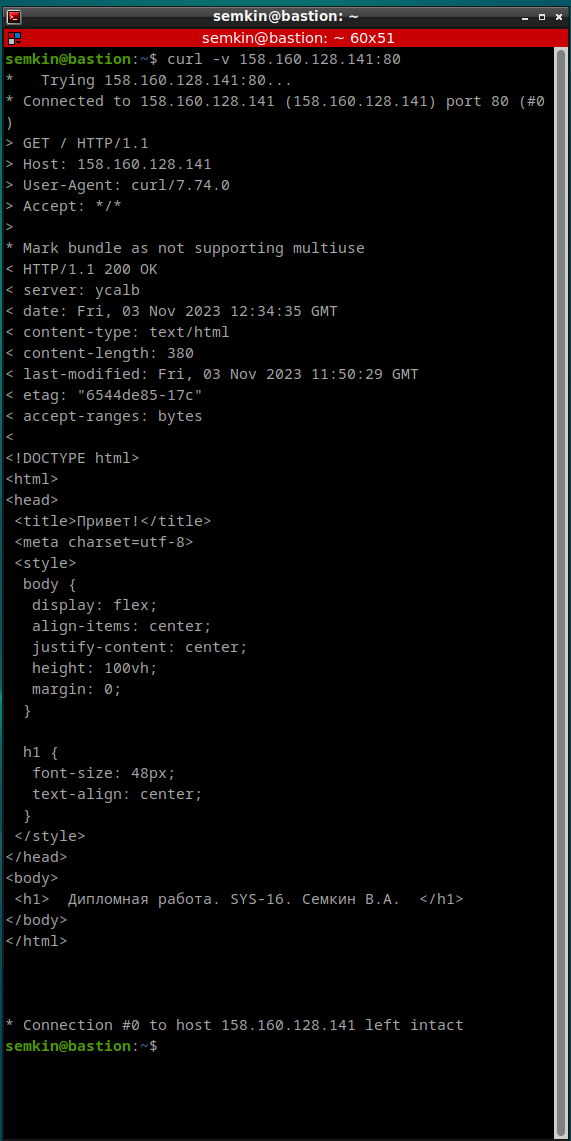 semkin@bastion: ~
semkin@bastion: ~ 60x51
semkin@bastion:~$ curl -v 158.160.128.141:80
*   Trying 158.160.128.141:80...
* Connected to 158.160.128.141 (158.160.128.141) port 80 (#0
)
> GET / HTTP/1.1
> Host: 158.160.128.141
> User-Agent: curl/7.74.0
> Accept: */*
>
* Mark bundle as not supporting multiuse
< HTTP/1.1 200 OK
< server: ycalb
< date: Fri, 03 Nov 2023 12:34:35 GMT
< content-type: text/html
< content-length: 380
< last-modified: Fri, 03 Nov 2023 11:50:29 GMT
< etag: "6544de85-17c"
< accept-ranges: bytes
<
<!DOCTYPE html>
<html>
<head>
 <title>Привет!</title>
 <meta charset=utf-8>
 <style>
  body {
   display: flex;
   align-items: center;
   justify-content: center;
   height: 100vh;
   margin: 0;
  }

  h1 {
   font-size: 48px;
   text-align: center;
  }
 </style>
</head>
<body>
 <h1>  Дипломная работа. SYS-16. Семкин В.А.  </h1>
</body>
</html>

* Connection #0 to host 158.160.128.141 left intact
semkin@bastion:~$